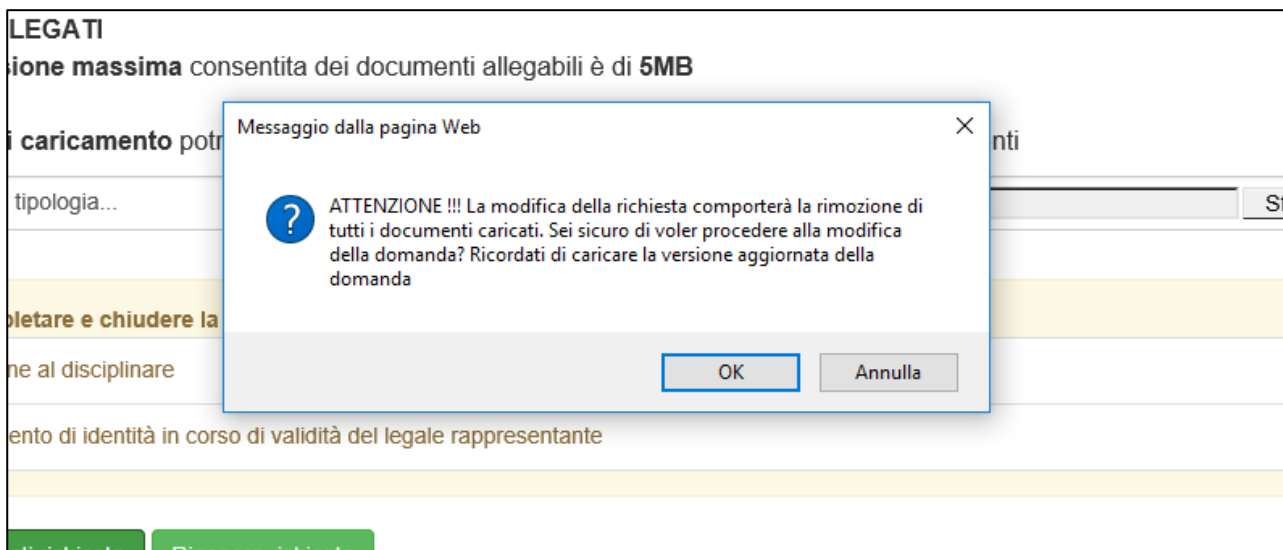 LEGATI
sione massima consentita dei documenti allegabili è di 5MB
Messaggio dalla pagina Web
i caricamento potr nti
tipologia... Sf
ATTENZIONE !!! La modifica della richiesta comporterà la rimozione di
tutti i documenti caricati. Sei sicuro di voler procedere alla modifica
della domanda? Ricordati di caricare la versione aggiornata della
domanda
pletare e chiudere la
ne al disciplinare
OK Annulla
ento di identità in corso di validità del legale rappresentante